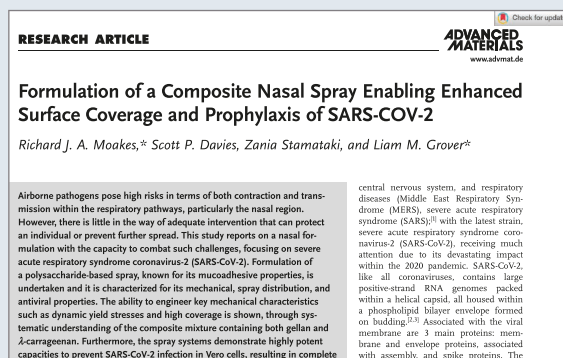 Check for updat
RESEARCH ARTICLE
ADVANCED
MATERIALS
www.advmat.de
Formulation of a Composite Nasal Spray Enabling Enhanced
Surface Coverage and Prophylaxis of SARS-COV-2
Richard J. A. Moakes,* Scott P. Davies, Zania Stamataki, and Liam M. Grover*
Airborne pathogens pose high risks in terms of both contraction and trans-
mission within the respiratory pathways, particularly the nasal region.
However, there is little in the way of adequate intervention that can protect
an individual or prevent further spread. This study reports on a nasal for-
mulation with the capacity to combat such challenges, focusing on severe
acute respiratory syndrome coronavirus-2 (SARS-CoV-2). Formulation of
a polysaccharide-based spray, known for its mucoadhesive properties, is
undertaken and it is characterized for its mechanical, spray distribution, and
antiviral properties. The ability to engineer key mechanical characteristics
such as dynamic yield stresses and high coverage is shown, through sys-
tematic understanding of the composite mixture containing both gellan and
λ-carrageenan. Furthermore, the spray systems demonstrate highly potent
capacities to prevent SARS-CoV-2 infection in Vero cells, resulting in complete
central nervous system, and respiratory
diseases (Middle East Respiratory Syn-
drome (MERS), severe acute respiratory
syndrome (SARS);[1] with the latest strain,
severe acute respiratory syndrome coro-
navirus-2 (SARS-CoV-2), receiving much
attention due to its devastating impact
within the 2020 pandemic. SARS-CoV-2,
like all coronaviruses, contains large
positive-strand RNA genomes packed
within a helical capsid, all housed within
a phospholipid bilayer envelope formed
on budding.[2,3] Associated with the viral
membrane are 3 main proteins: mem-
brane and envelope proteins, associated
with assembly, and spike proteins. The